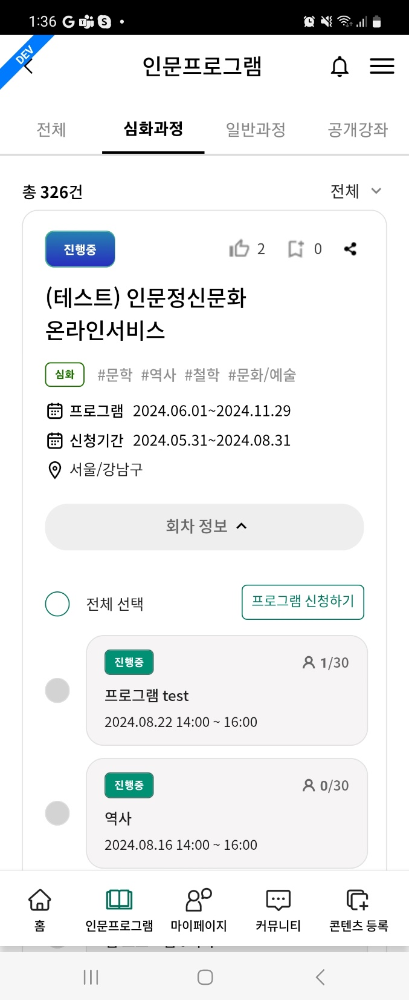 1:36
DEV
인문프로그램
전체 심화과정 일반과정 공개강좌
총 326건 전체
진행중 2 0
(테스트) 인문정신문화
온라인서비스
심화 #문학 #역사 #철학 #문화/예술
프로그램 2024.06.01~2024.11.29
신청기간 2024.05.31~2024.08.31
서울/강남구
회차 정보
전체 선택 프로그램 신청하기
진행중 1/30
프로그램 test
2024.08.22 14:00 ~ 16:00
진행중 0/30
역사
2024.08.16 14:00 ~ 16:00
홈 인문프로그램 마이페이지 커뮤니티 콘텐츠 등록